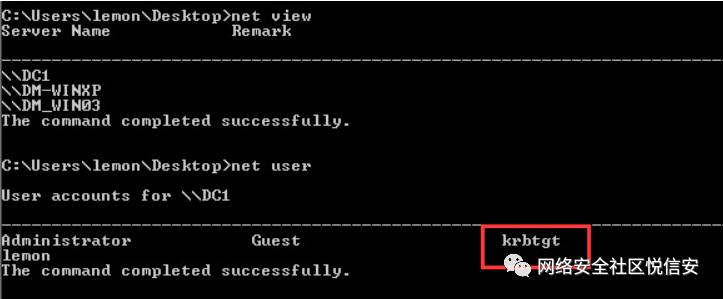 C:\Users\lemon\Desktop>net view
Server Name Remark
\\DC1
\\DM-WINXP
\\DM_WIN03
The command completed successfully.
C:\Users\lemon\Desktop>net user
User accounts for \\DC1
Administrator Guest krbtgt
lemon
The command completed successfully.
网络安全社区悦信安